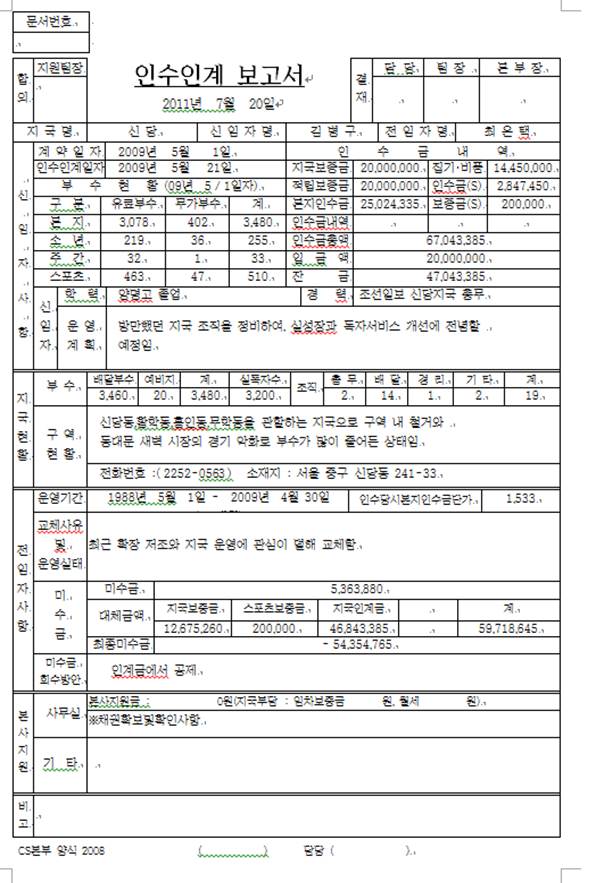 문서번호
합의 지원팀장 인수인계 보고서 결재 담 당 팀 장 본 부 장
2011년 7월 20일
지 국 명 신 당 신 임 자 명 김 병 구 전 임 자 명 최 은 택
신임자사항 계 약 일 자 2009년 5월 1일 인 수 금 내 역
인수인계일자 2009년 5월 21일 지국보증금 20,000,000 집기·비품 14,450,000
부 수 현 황 (09년 5 / 1일자) 적립보증금 20,000,000 인수금(S) 2,847,450
구 분 유료부수 무가부수 계 본지인수금 25,024,335 보증금(S) 200,000
본 지 3,078 402 3,480 인수금내역
소 년 219 36 255 인수금총액 67,043,385
주 간 32 1 33 입 금 액 20,000,000
스포츠 463 47 510 잔 금 47,043,385
신임자 학 력 양명고 졸업 경 력 조선일보 신당지국 총무
운 영 계 획 방만했던 지국 조직을 정비하여, 실성장과 독자서비스 개선에 전념할
예정임.
지국현황 부 수 배달부수 예비지 계 실독자수 조직 총 무 배 달 경 리 기 타 계
3,460 20 3,480 3,200 2 14 1 2 19
구 역 현 황 신당동,황학동,흥인동,무학동을 관할하는 지국으로 구역 내 철거와
동대문 새벽 시장의 경기 악화로 부수가 많이 줄어든 상태임.
전화번호 :( 2252-0563 ) 소재지 : 서울 중구 신당동 241-33
전임자사항 운영기간 1988년 5월 1일 - 2009년 4월 30일 인수당시본지인수금단가 1,533
교체사유 및 운영실태 최근 확장 저조와 지국 운영에 관심이 덜해 교체함.
미수금 미수금 5,363,880
대체금액 지국보증금 스포츠보증금 지국인계금 계
12,675,260 200,000 46,843,385 59,718,645
최종미수금 - 54,354,765
미수금 회수방안 인계금에서 공제
본사지원 사무실 본사지원금 : 0원(지국부담 : 임차보증금 원, 월세 원)
※채권확보및확인사항
기 타
비고
CS본부 양식 2008 ( ) 담당 ( )